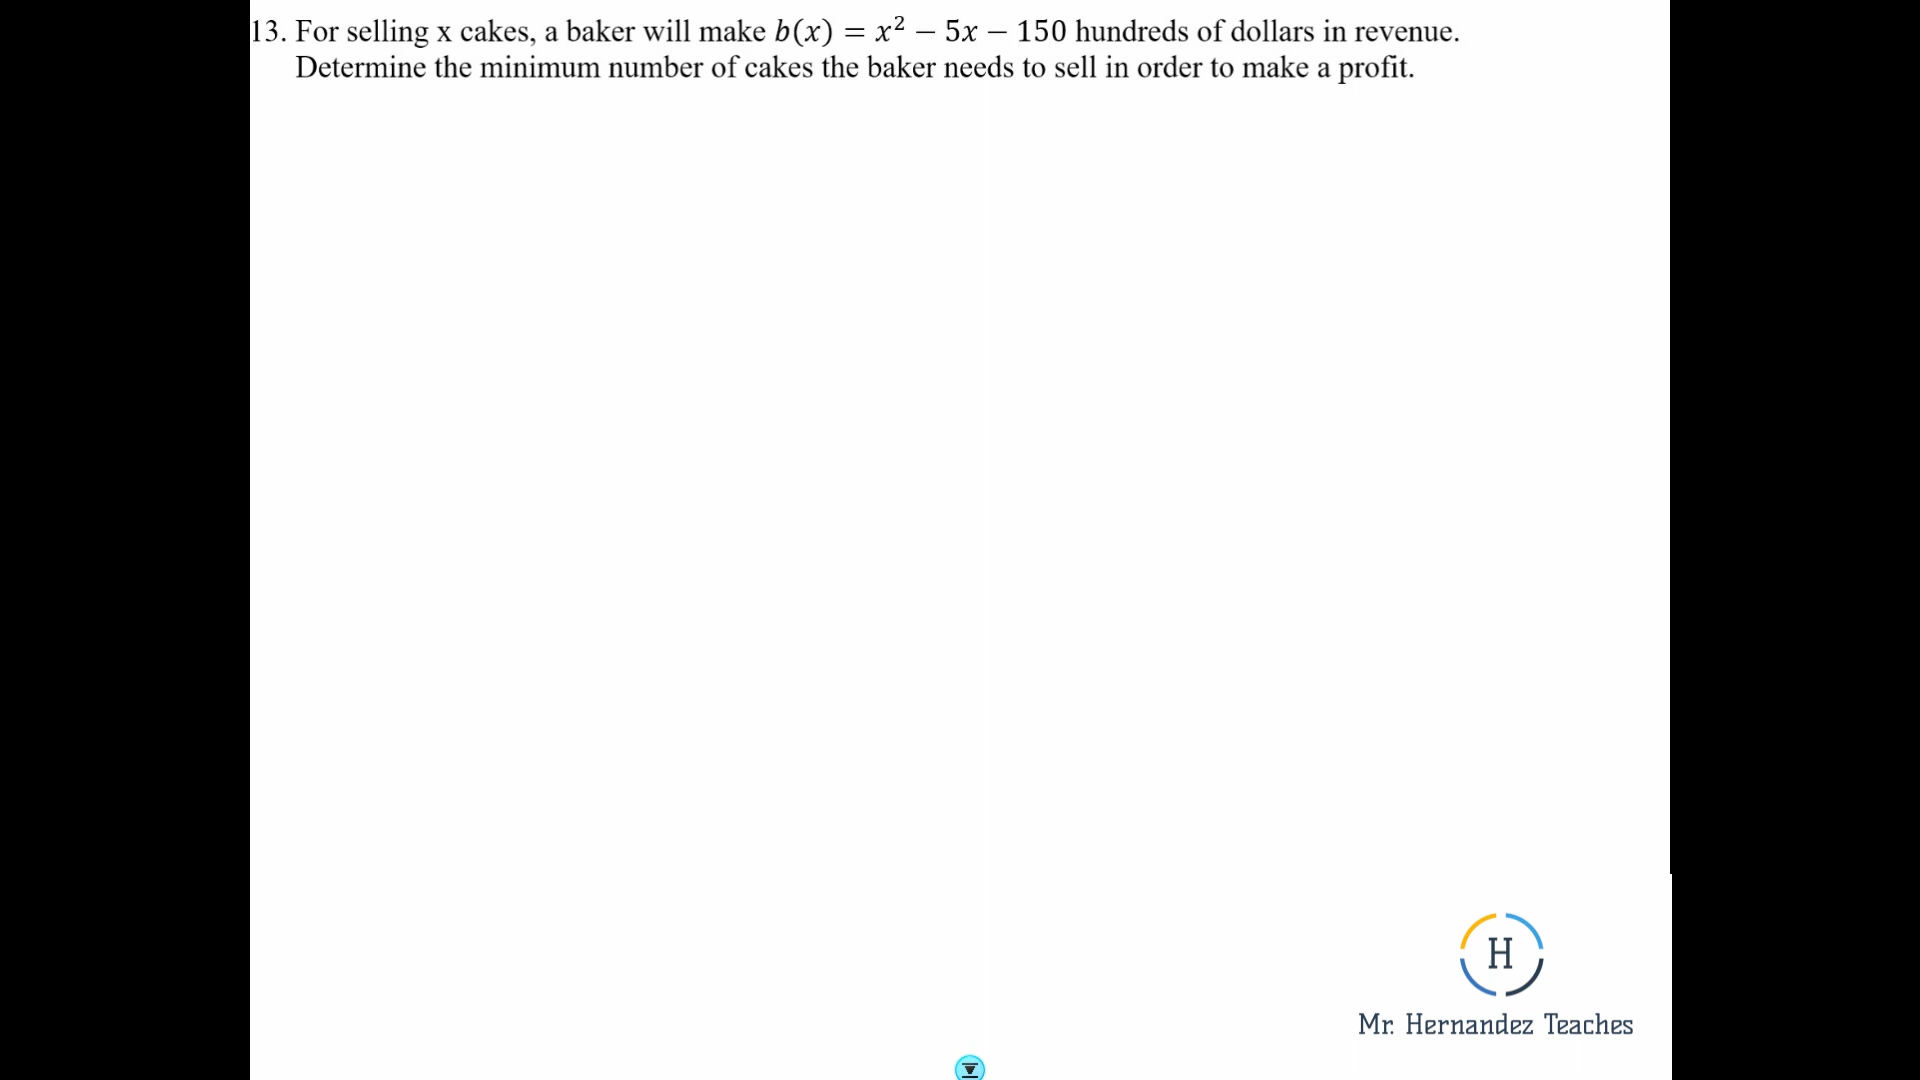 13. For selling x cakes, a baker will make b(x) = x² − 5x − 150 hundreds of dollars in revenue.
Determine the minimum number of cakes the baker needs to sell in order to make a profit.
H
Mr. Hernandez Teaches